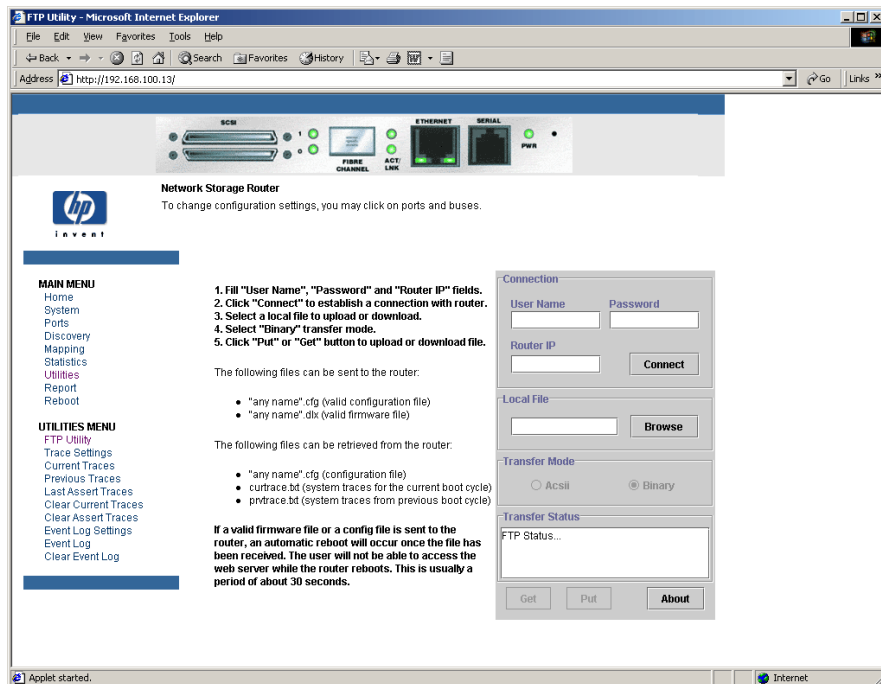 FTP Utility - Microsoft Internet Explorer
File Edit View Favorites Tools Help
Back Search Favorites History
Address http://192.168.100.13/ Go Links »
SCSI ETHERNET SERIAL
1
0
FIBRE CHANNEL
ACT/ LNK
PWR
hp
invent
Network Storage Router
To change configuration settings, you may click on ports and buses.
MAIN MENU
Home
System
Ports
Discovery
Mapping
Statistics
Utilities
Report
Reboot
UTILITIES MENU
FTP Utility
Trace Settings
Current Traces
Previous Traces
Last Assert Traces
Clear Current Traces
Clear Assert Traces
Event Log Settings
Event Log
Clear Event Log
1. Fill "User Name", "Password" and "Router IP" fields.
2. Click "Connect" to establish a connection with router.
3. Select a local file to upload or download.
4. Select "Binary" transfer mode.
5. Click "Put" or "Get" button to upload or download file.
The following files can be sent to the router:
● "any name".cfg (valid configuration file)
● "any name".dlx (valid firmware file)
The following files can be retrieved from the router:
● "any name".cfg (configuration file)
● curtrace.txt (system traces for the current boot cycle)
● prvtrace.txt (system traces from previous boot cycle)
If a valid firmware file or a config file is sent to the
router, an automatic reboot will occur once the file has
been received. The user will not be able to access the
web server while the router reboots. This is usually a
period of about 30 seconds.
Connection
User Name Password
Router IP
Connect
Local File
Browse
Transfer Mode
Acsii Binary
Transfer Status
FTP Status...
Get Put About
Applet started. Internet